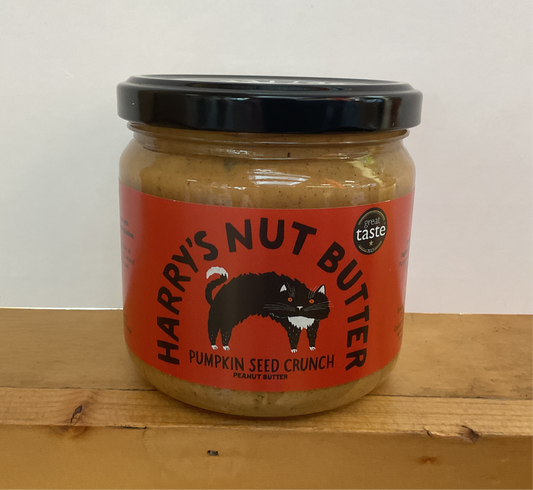 HARRY'S NUT BUTTER
great
taste
PUMPKIN SEED CRUNCH
PEANUT BUTTER